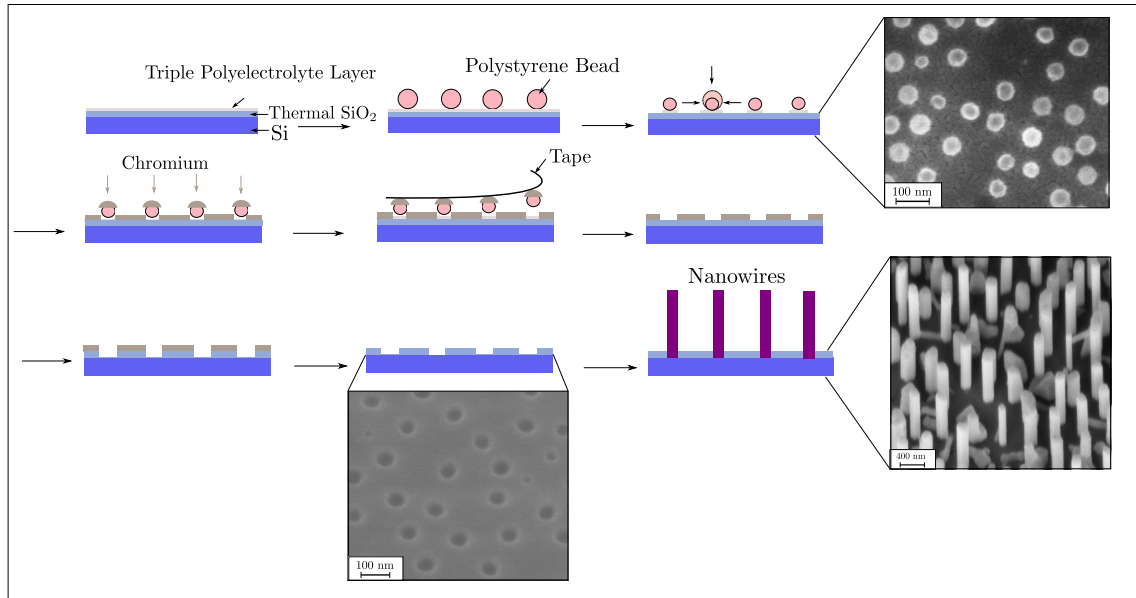 Triple Polyelectrolyte Layer
Thermal SiO₂
Si
Polystyrene Bead
100 nm
Chromium
Tape
Nanowires
400 nm
100 nm